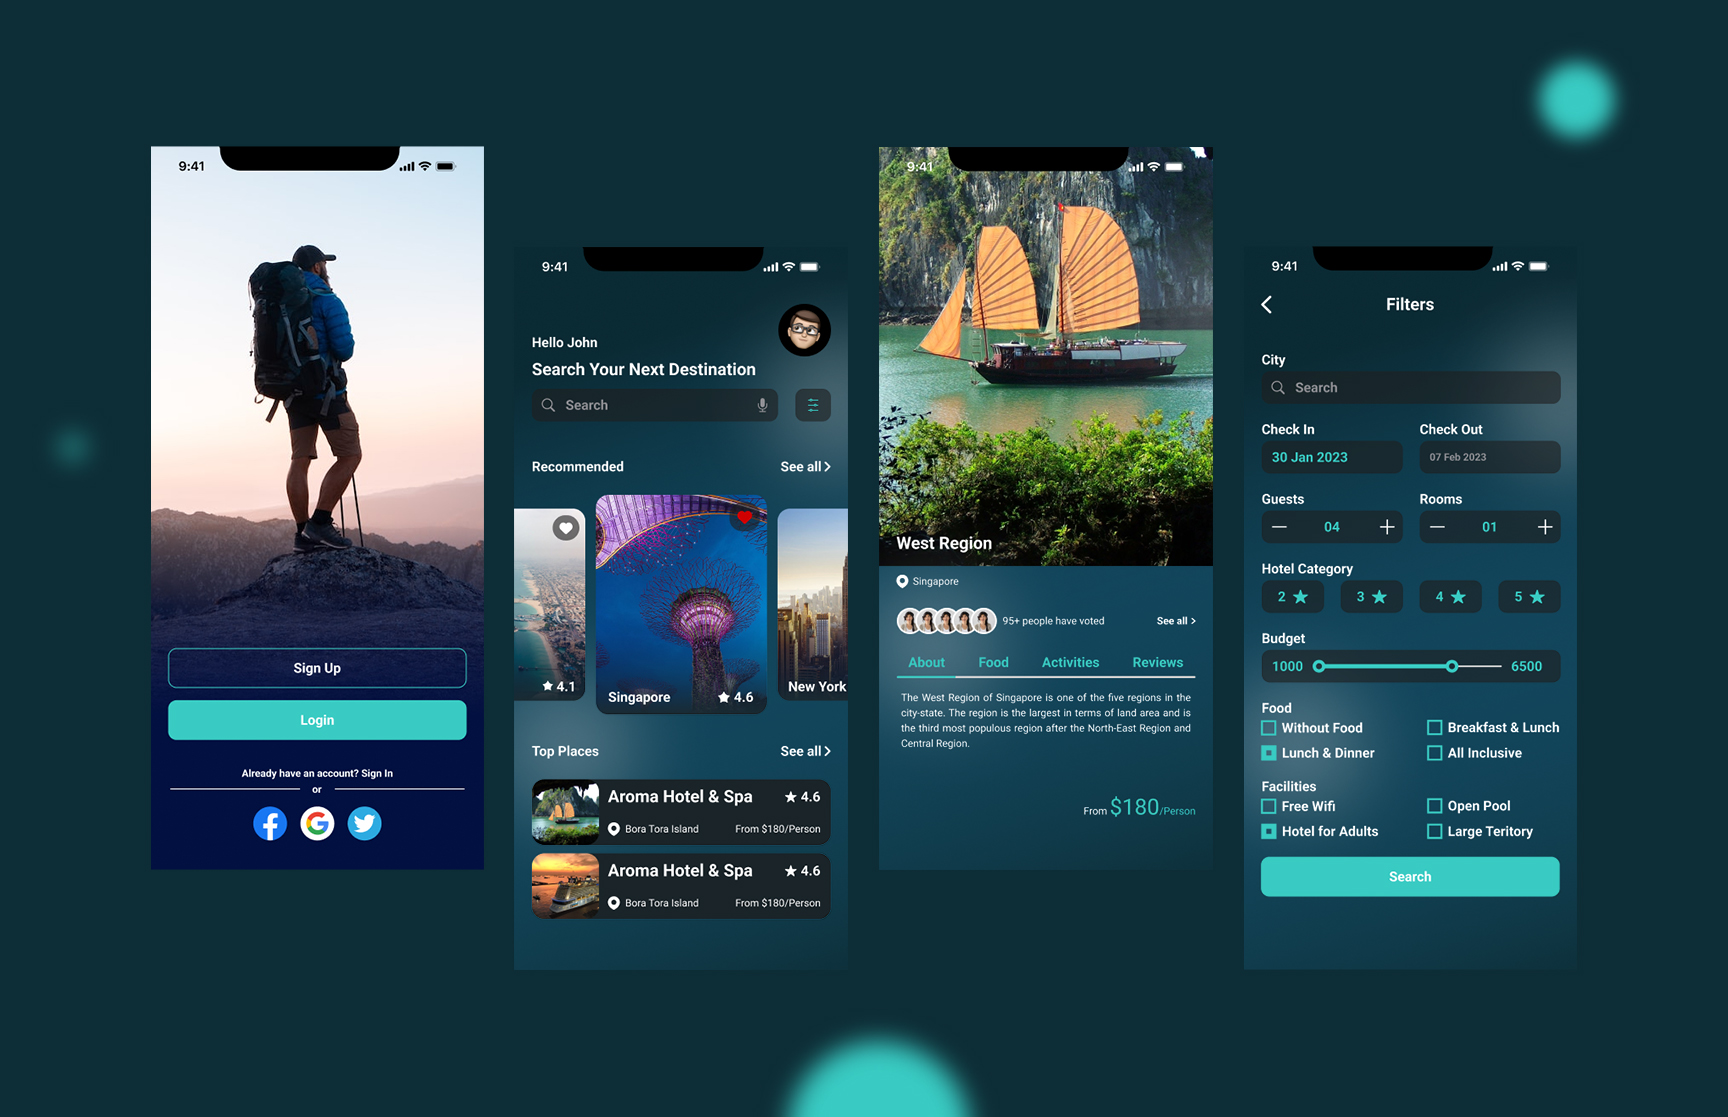 9:41
Sign Up
Login
Already have an account? Sign In
or
9:41
Hello John
Search Your Next Destination
Search
Recommended
See all
4.1
Singapore
4.6
New York
Top Places
See all
Aroma Hotel & Spa
4.6
Bora Tora Island
From $180/Person
Aroma Hotel & Spa
4.6
Bora Tora Island
From $180/Person
9:41
West Region
Singapore
95+ people have voted
See all
About
Food
Activities
Reviews
The West Region of Singapore is one of the five regions in the
city-state. The region is the largest in terms of land area and is
the third most populous region after the North-East Region and
Central Region.
From $180/Person
9:41
Filters
City
Search
Check In
Check Out
30 Jan 2023
07 Feb 2023
Guests
Rooms
04
01
Hotel Category
2
3
4
5
Budget
1000
6500
Food
Without Food
Breakfast & Lunch
Lunch & Dinner
All Inclusive
Facilities
Free Wifi
Open Pool
Hotel for Adults
Large Teritory
Search